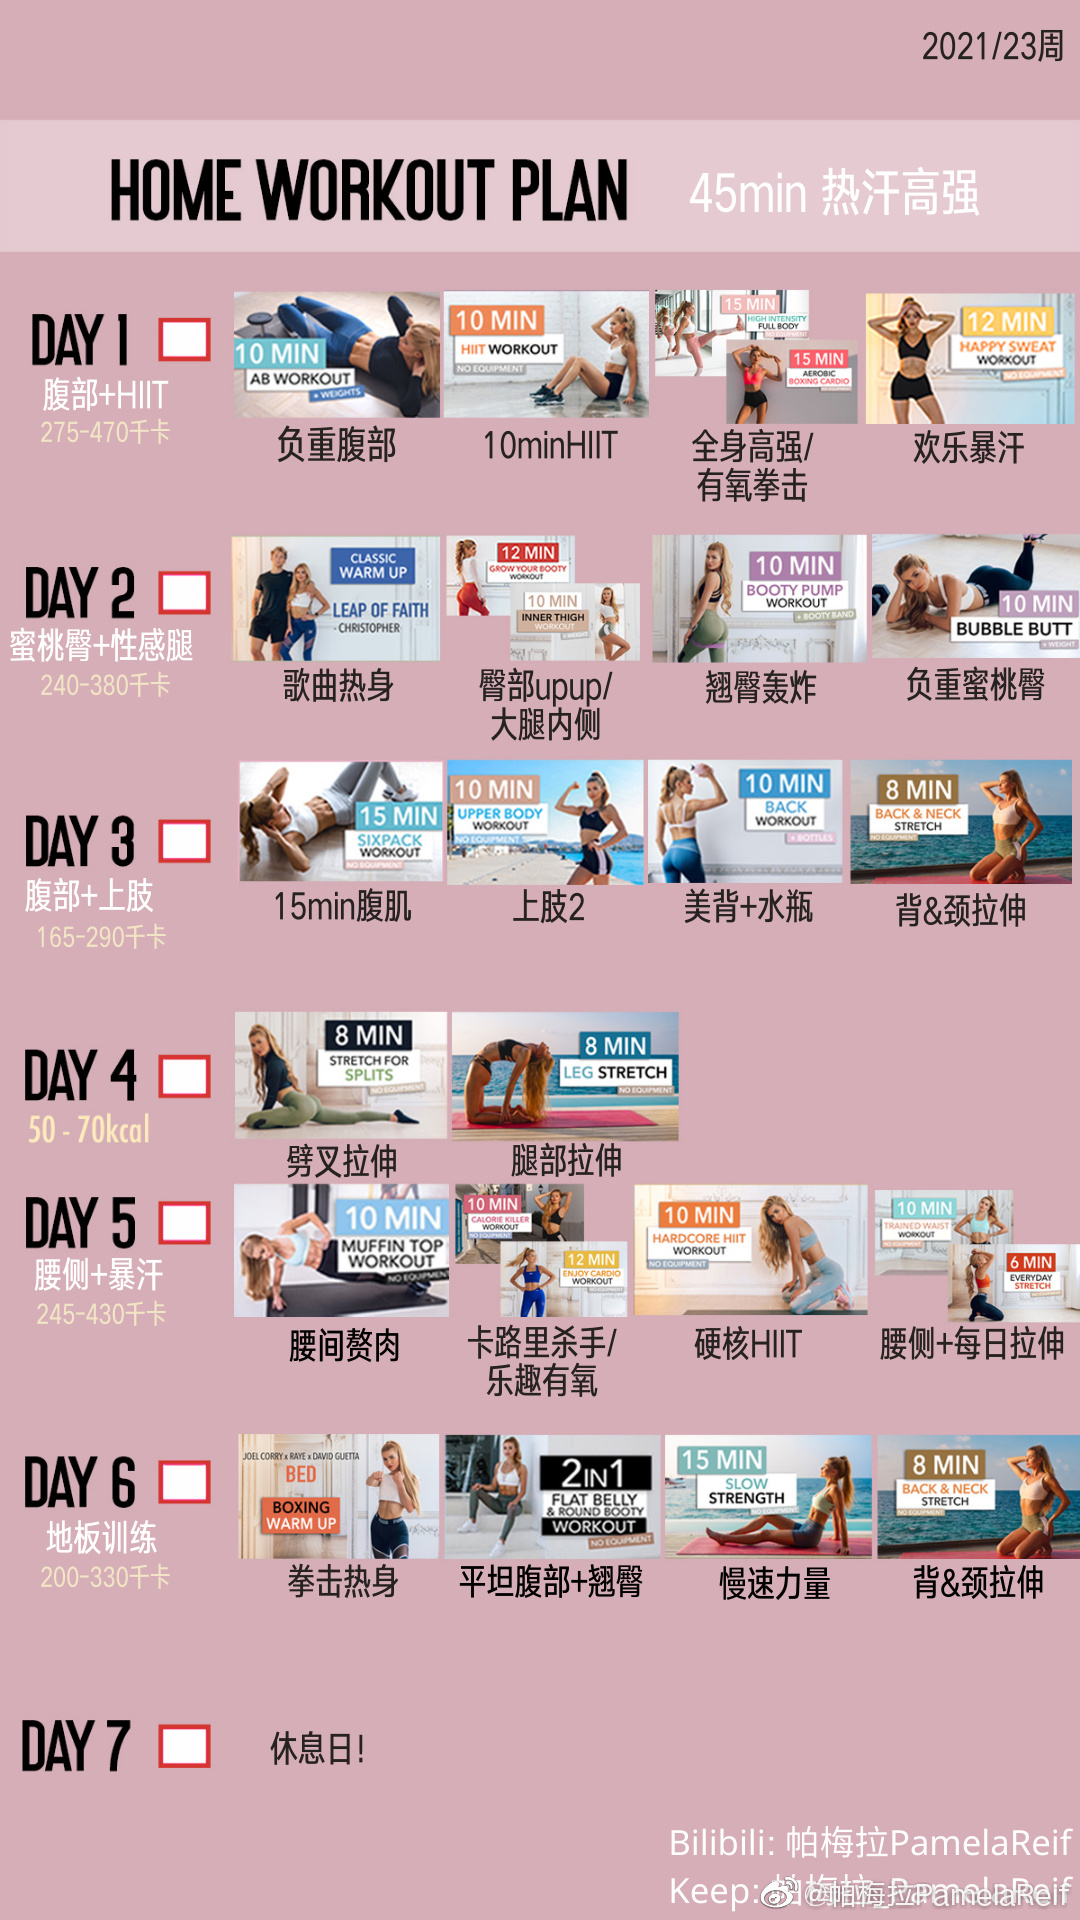 2021/23周
HOME WORKOUT PLAN 45min 热汗高强
DAY 1
腹部+HIIT
275-470千卡
10 MIN
AB WORKOUT
+ WEIGHTS
负重腹部
10 MIN
HIIT WORKOUT
NO EQUIPMENT
10minHIIT
15 MIN
HIGH INTENSITY
FULL BODY
15 MIN
AEROBIC
BOXING CARDIO
全身高强/
有氧拳击
12 MIN
HAPPY SWEAT
WORKOUT
NO EQUIPMENT
欢乐暴汗
DAY 2
蜜桃臀+性感腿
240-380千卡
CLASSIC
WARM UP
LEAP OF FAITH
- CHRISTOPHER
歌曲热身
12 MIN
GROW YOUR BOOTY
WORKOUT
10 MIN
INNER THIGH
WORKOUT
+ WEIGHT
臀部upup/
大腿内侧
10 MIN
BOOTY PUMP
WORKOUT
+ BOOTY BAND
翘臀轰炸
10 MIN
BUBBLE BUTT
+ WEIGHT
负重蜜桃臀
DAY 3
腹部+上肢
165-290千卡
15 MIN
SIXPACK
WORKOUT
NO EQUIPMENT
15min腹肌
10 MIN
UPPER BODY
WORKOUT
NO EQUIPMENT
上肢2
10 MIN
BACK
WORKOUT
+ BOTTLES
美背+水瓶
8 MIN
BACK & NECK
STRETCH
NO EQUIPMENT
背&颈拉伸
DAY 4
50 - 70kcal
8 MIN
STRETCH FOR
SPLITS
NO EQUIPMENT
劈叉拉伸
8 MIN
LEG STRETCH
NO EQUIPMENT
腿部拉伸
DAY 5
腰侧+暴汗
245-430千卡
10 MIN
MUFFIN TOP
WORKOUT
NO EQUIPMENT
腰间赘肉
10 MIN
CALORIE KILLER
WORKOUT
NO EQUIPMENT
12 MIN
ENJOY CARDIO
WORKOUT
卡路里杀手/
乐趣有氧
10 MIN
HARDCORE HIIT
WORKOUT
NO EQUIPMENT
硬核HIIT
10 MIN
TRAINED WAIST
WORKOUT
NO EQUIPMENT
6 MIN
EVERYDAY
STRETCH
腰侧+每日拉伸
DAY 6
地板训练
200-330千卡
JOEL CORRY x RAYE x DAVID GUETTA
BED
BOXING
WARM UP
拳击热身
2 IN 1
FLAT BELLY
& ROUND BOOTY
WORKOUT
NO EQUIPMENT
平坦腹部+翘臀
15 MIN
SLOW
STRENGTH
NO EQUIPMENT
慢速力量
8 MIN
BACK & NECK
STRETCH
NO EQUIPMENT
背&颈拉伸
DAY 7
休息日!
Bilibili: 帕梅拉PamelaReif
Keep: 帕梅拉_PamelaReif
@帕梅拉PamelaReif